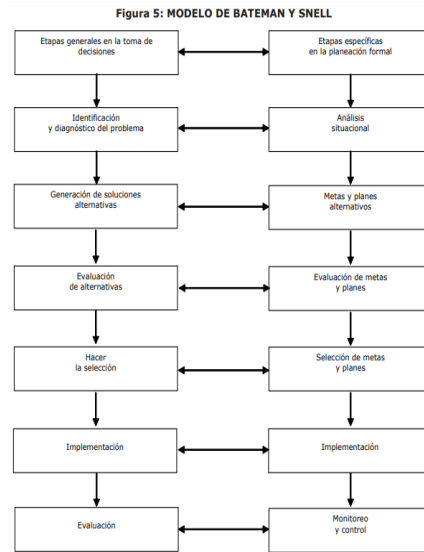 Figura 5: MODELO DE BATEMAN Y SNELL
Etapas generales en la toma de
decisiones
Etapas específicas
en la planeación formal
Identificación
y diagnóstico del problema
Análisis
situacional
Generación de soluciones
alternativas
Metas y planes
alternativos
Evaluación
de alternativas
Evaluación de metas
y planes
Hacer
la selección
Selección de metas
y planes
Implementación
Implementación
Evaluación
Monitoreo
y control